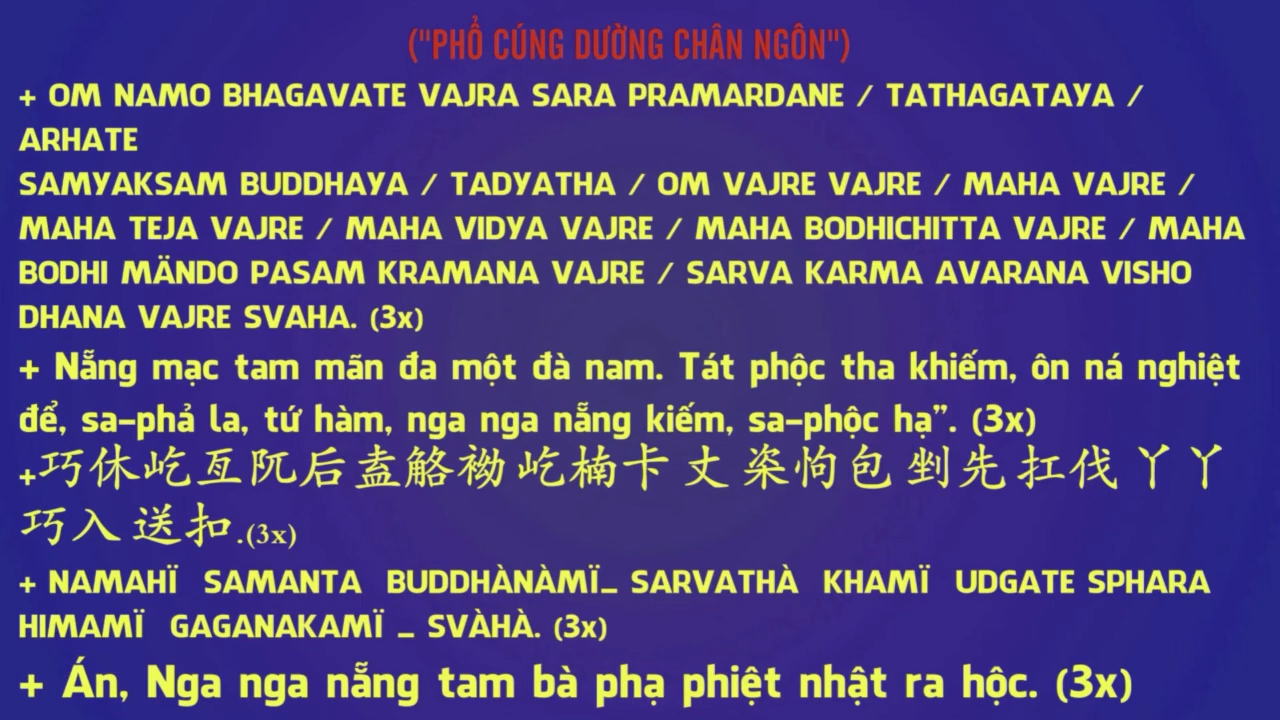 ("PHỔ CÚNG DƯỜNG CHÂN NGÔN")
+ OM NAMO BHAGAVATE VAJRA SARA PRAMARDANE / TATHAGATAYA /
ARHATE
SAMYAKSAM BUDDHAYA / TADYATHA / OM VAJRE VAJRE / MAHA VAJRE /
MAHA TEJA VAJRE / MAHA VIDYA VAJRE / MAHA BODHICHITTA VAJRE / MAHA
BODHI MÄNDO PASAM KRAMANA VAJRE / SARVA KARMA AVARANA VISHO
DHANA VAJRE SVAHA. (3x)
+ Nẵng mạc tam mãn đa một đà nam. Tát phộc tha khiếm, ôn ná nghiệt
để, sa-phả la, tứ hàm, nga nga nẵng kiếm, sa-phộc hạ”. (3x)
+巧休屹亙阢后盍觡袎屹楠卡丈栥怐包剉先扛伐丫丫
巧入送扣.(3x)
+ NAMAHÏ SAMANTA BUDDHÀNÀMÏ_ SARVATHÀ KHAMÏ UDGATE SPHARA
HIMAMÏ GAGANAKAMÏ _ SVÀHÀ. (3x)
+ Án, Nga nga nẵng tam bà phạ phiệt nhật ra hộc. (3x)